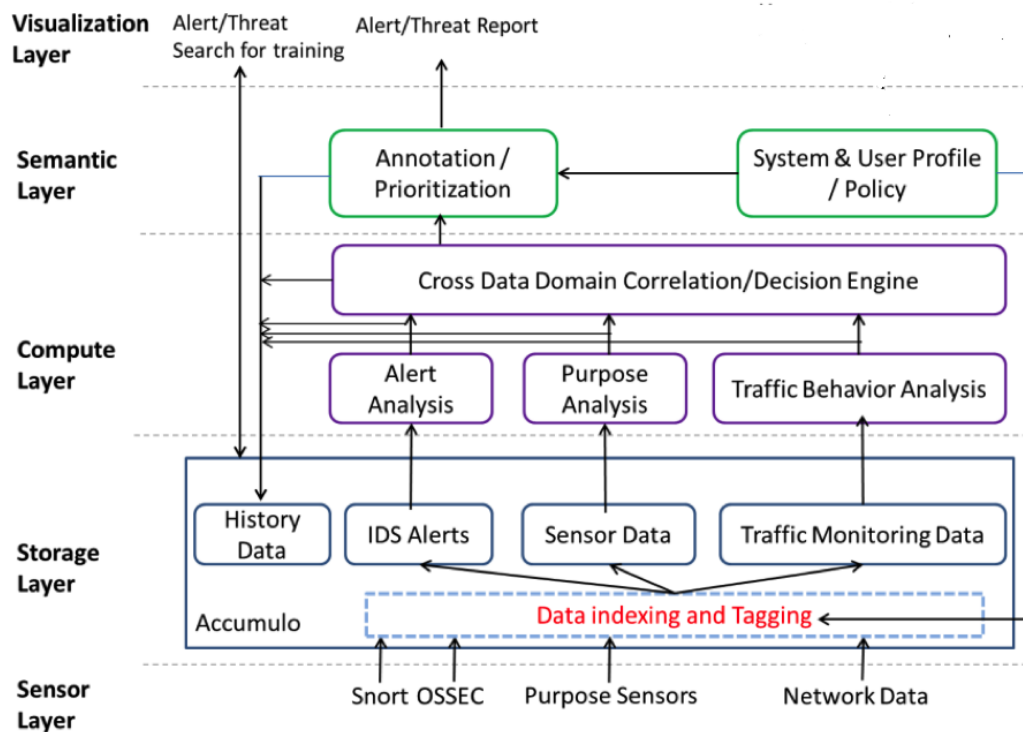 Visualization
Layer
Alert/Threat
Search for training
Alert/Threat Report
Semantic
Layer
Annotation /
Prioritization
System & User Profile
/ Policy
Compute
Layer
Cross Data Domain Correlation/Decision Engine
Alert
Analysis
Purpose
Analysis
Traffic Behavior Analysis
Storage
Layer
History
Data
IDS Alerts
Sensor Data
Traffic Monitoring Data
Data indexing and Tagging
Accumulo
Sensor
Layer
Snort OSSEC
Purpose Sensors
Network Data